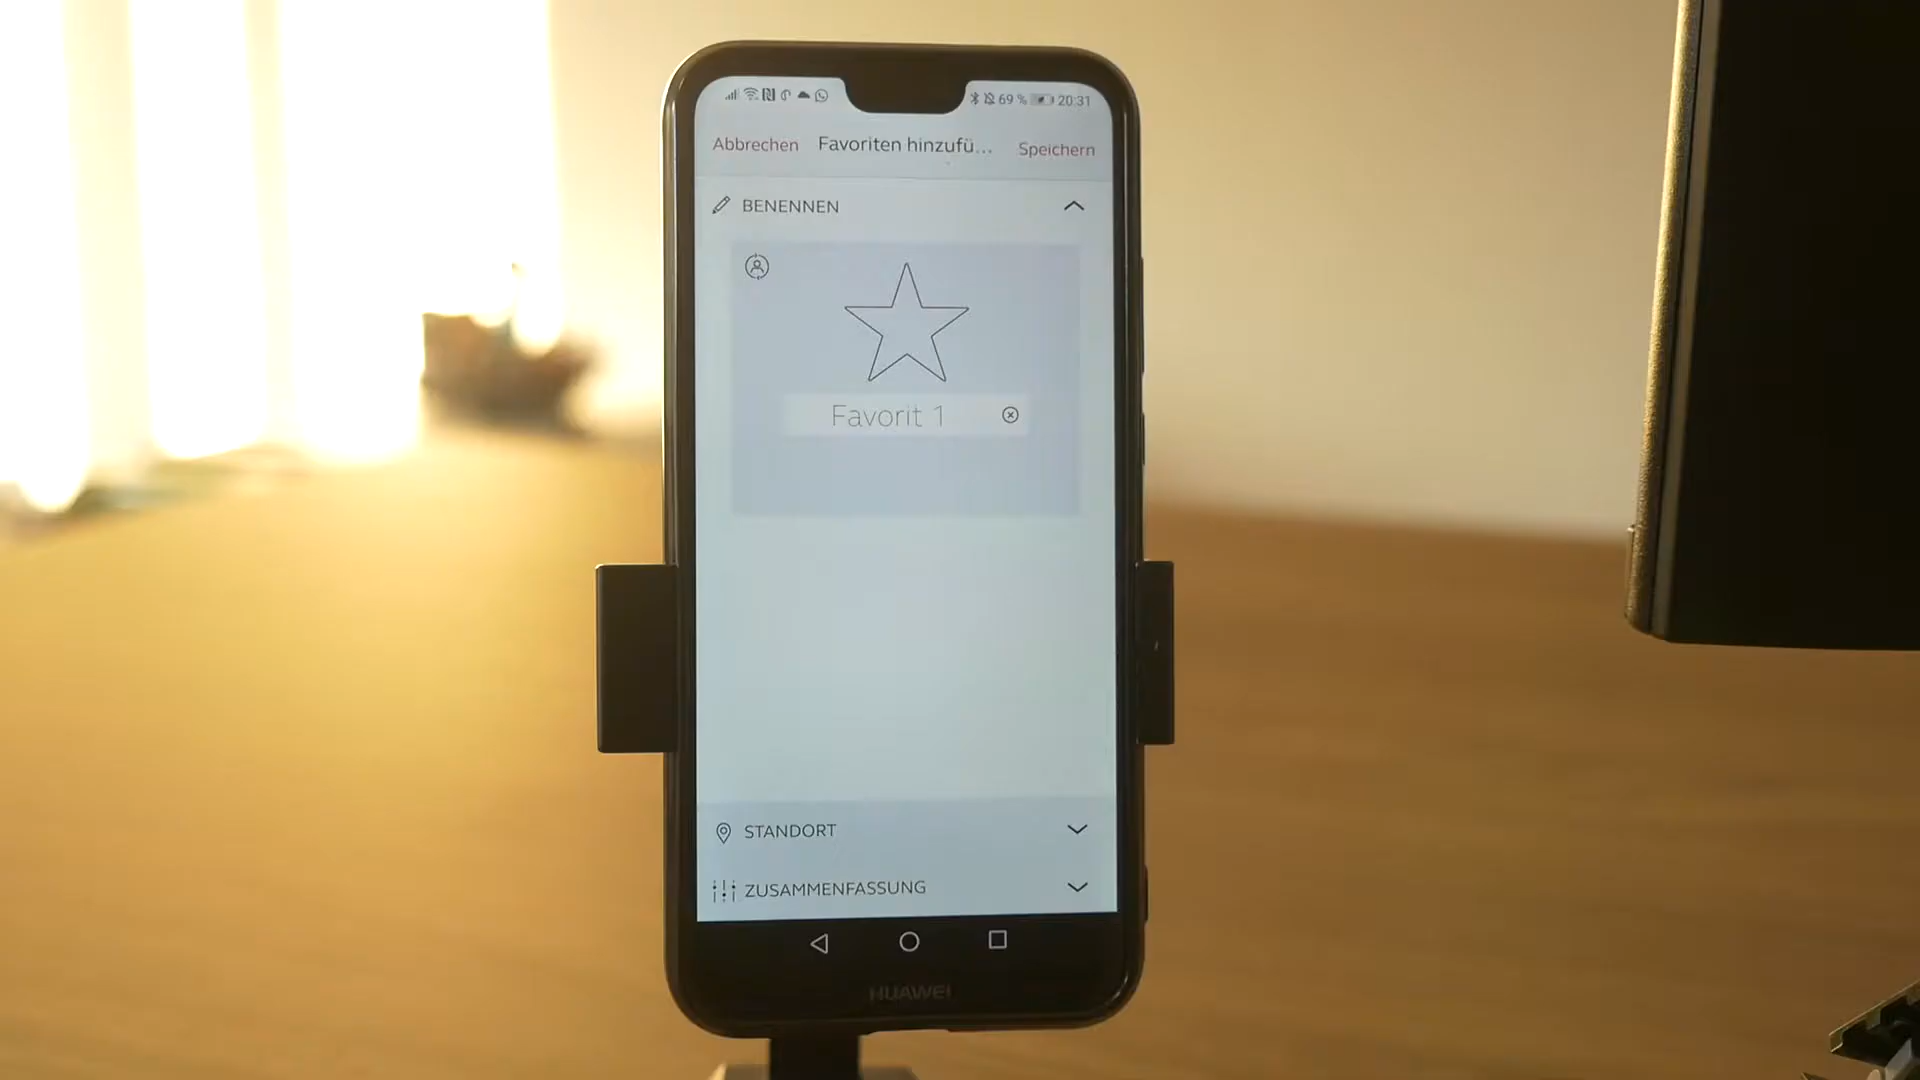 69 % 20:31
Abbrechen Favoriten hinzufü... Speichern
BENENNEN
Favorit 1
STANDORT
ZUSAMMENFASSUNG
HUAWEI